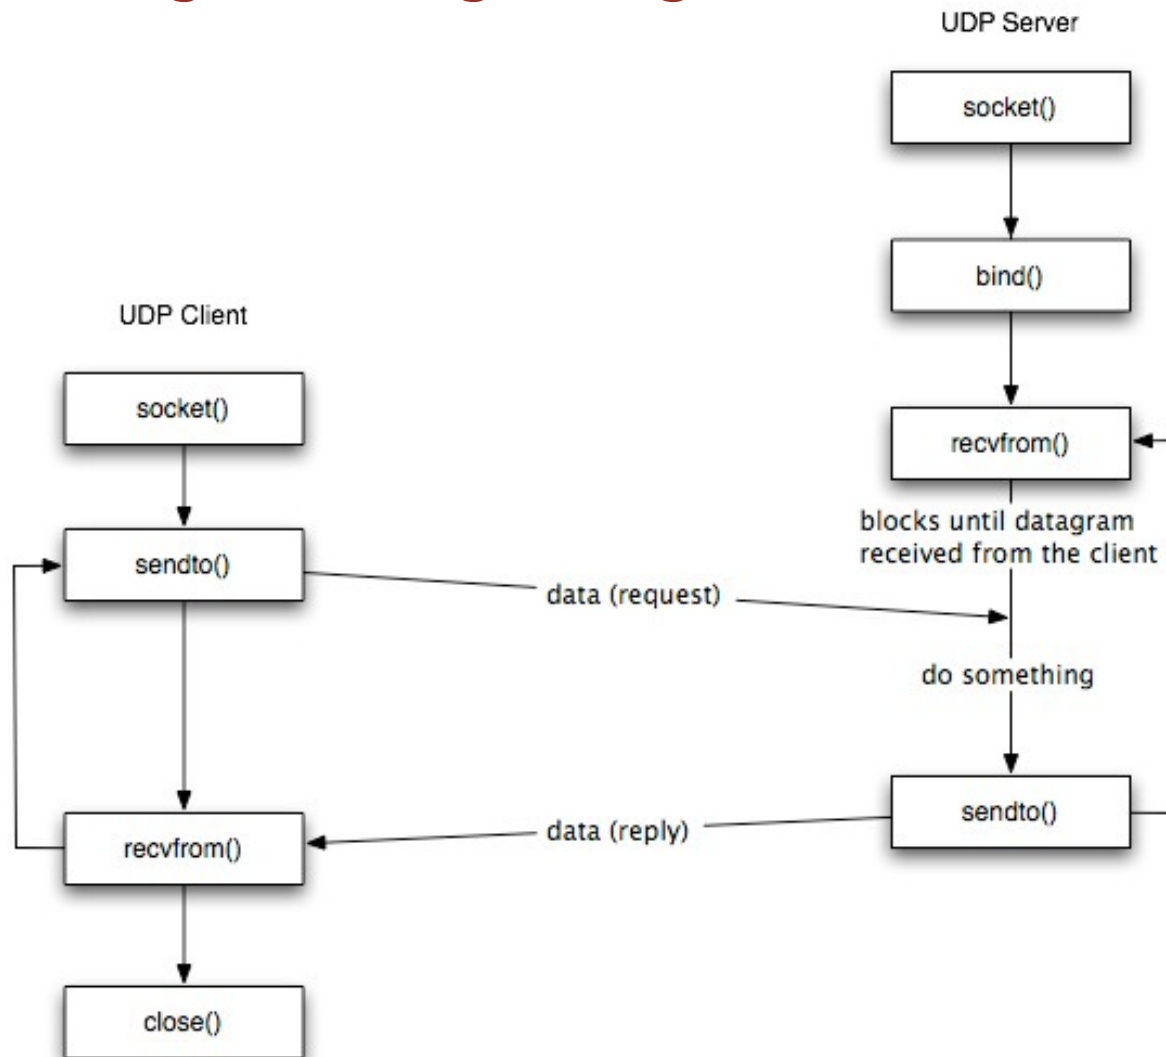 UDP Server
socket()
bind()
UDP Client
socket()
recvfrom()
blocks until datagram
received from the client
sendto()
data (request)
do something
sendto()
data (reply)
recvfrom()
close()